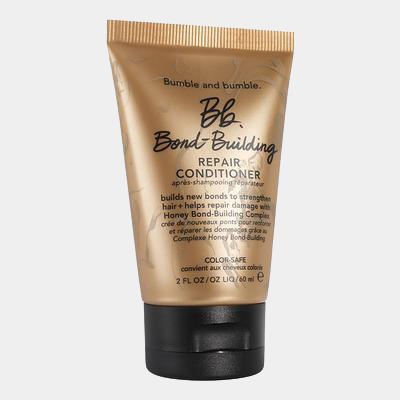 Bumble and bumble.
Bb.
Bond-Building
REPAIR
CONDITIONER
après-shampooing réparateur
builds new bonds to strengthen
hair + helps repair damage with
Honey Bond-Building Complex.
crée de nouveaux ponts pour renforcer
et réparer les dommages grâce au
Complexe Honey Bond-Building
COLOR-SAFE
convient aux cheveux colorés
2 FL OZ/OZ LIQ/60 ml ℮